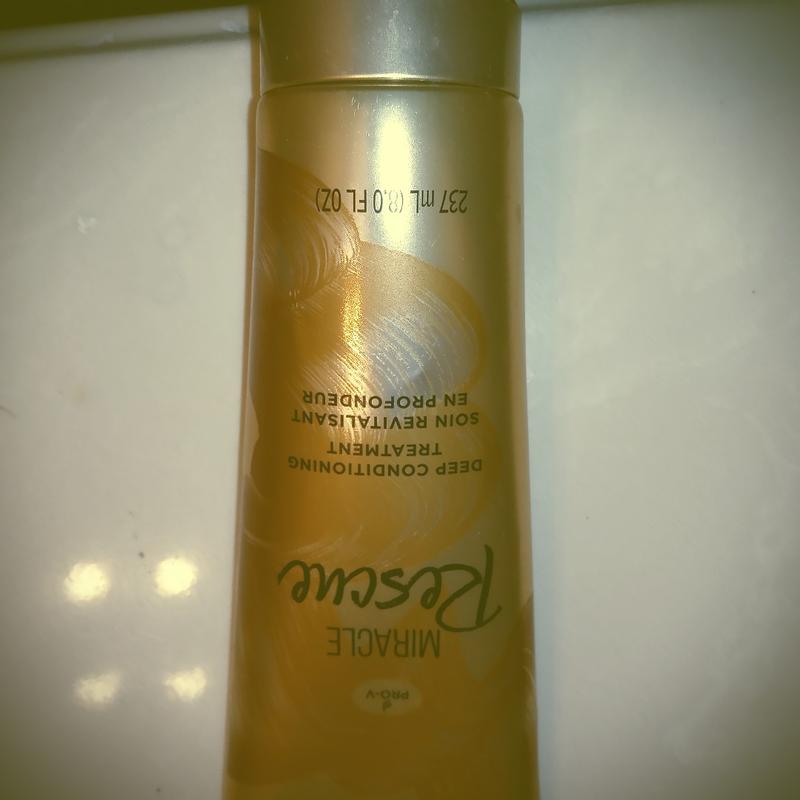 PRO-V
MIRACLE
Rescue
DEEP CONDITIONING
TREATMENT
SOIN REVITALISANT
EN PROFONDEUR
237 mL (8.0 FL OZ)